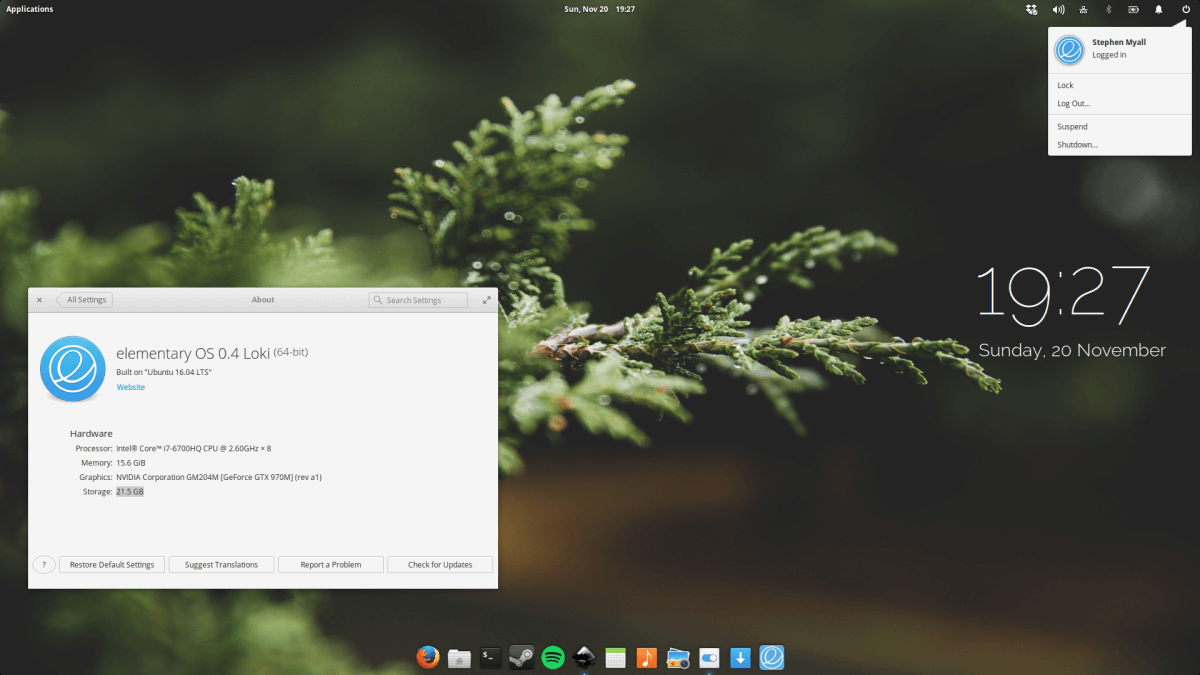 Applications
Sun, Nov 20 19:27
Stephen Myall
Logged in
Lock
Log Out...
Suspend
Shutdown...
19:27
Sunday, 20 November
All Settings
About
Search Settings
elementary OS 0.4 Loki (64-bit)
Built on "Ubuntu 16.04 LTS"
Website
Hardware
Processor: Intel® Core™ i7-6700HQ CPU @ 2.60GHz × 8
Memory: 15.6 GiB
Graphics: NVIDIA Corporation GM204M [GeForce GTX 970M] (rev a1)
Storage: 21.5 GB
? Restore Default Settings Suggest Translations Report a Problem Check for Updates